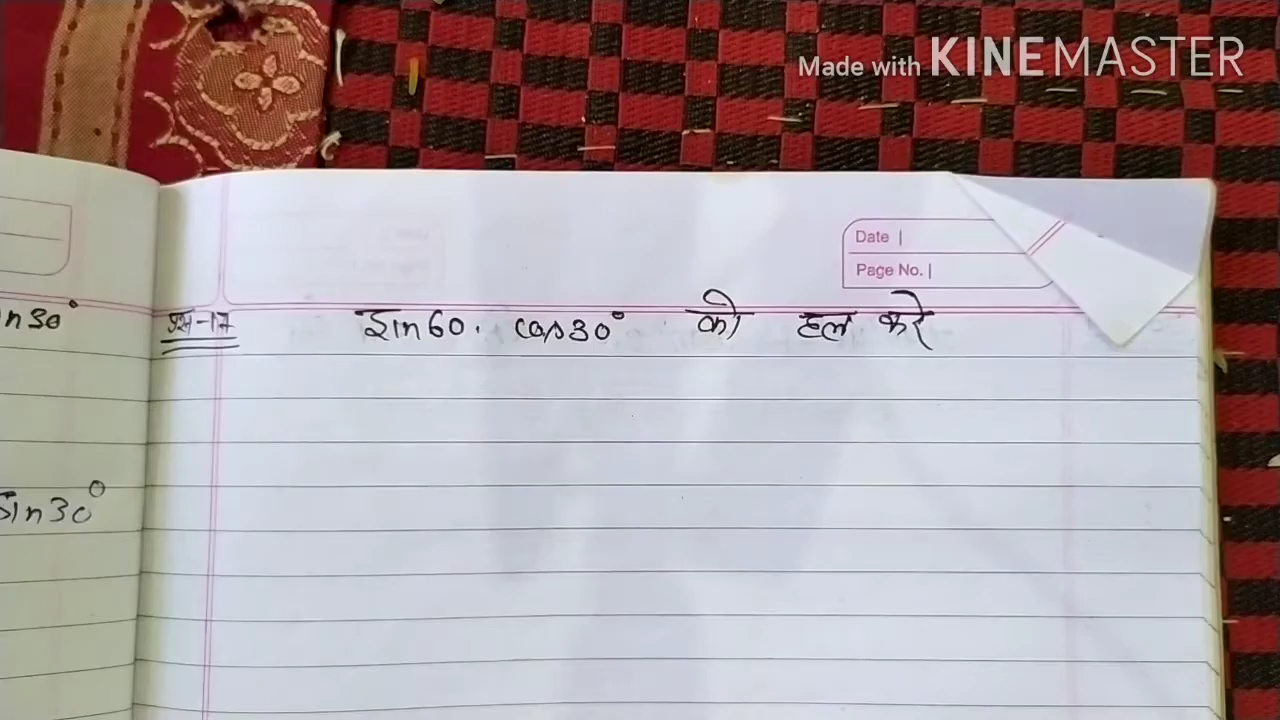 Made with KINEMASTER
Date
Page No.
n30°
प्रश्न-17 Sin60. cos30° को हल करे
Sin30°